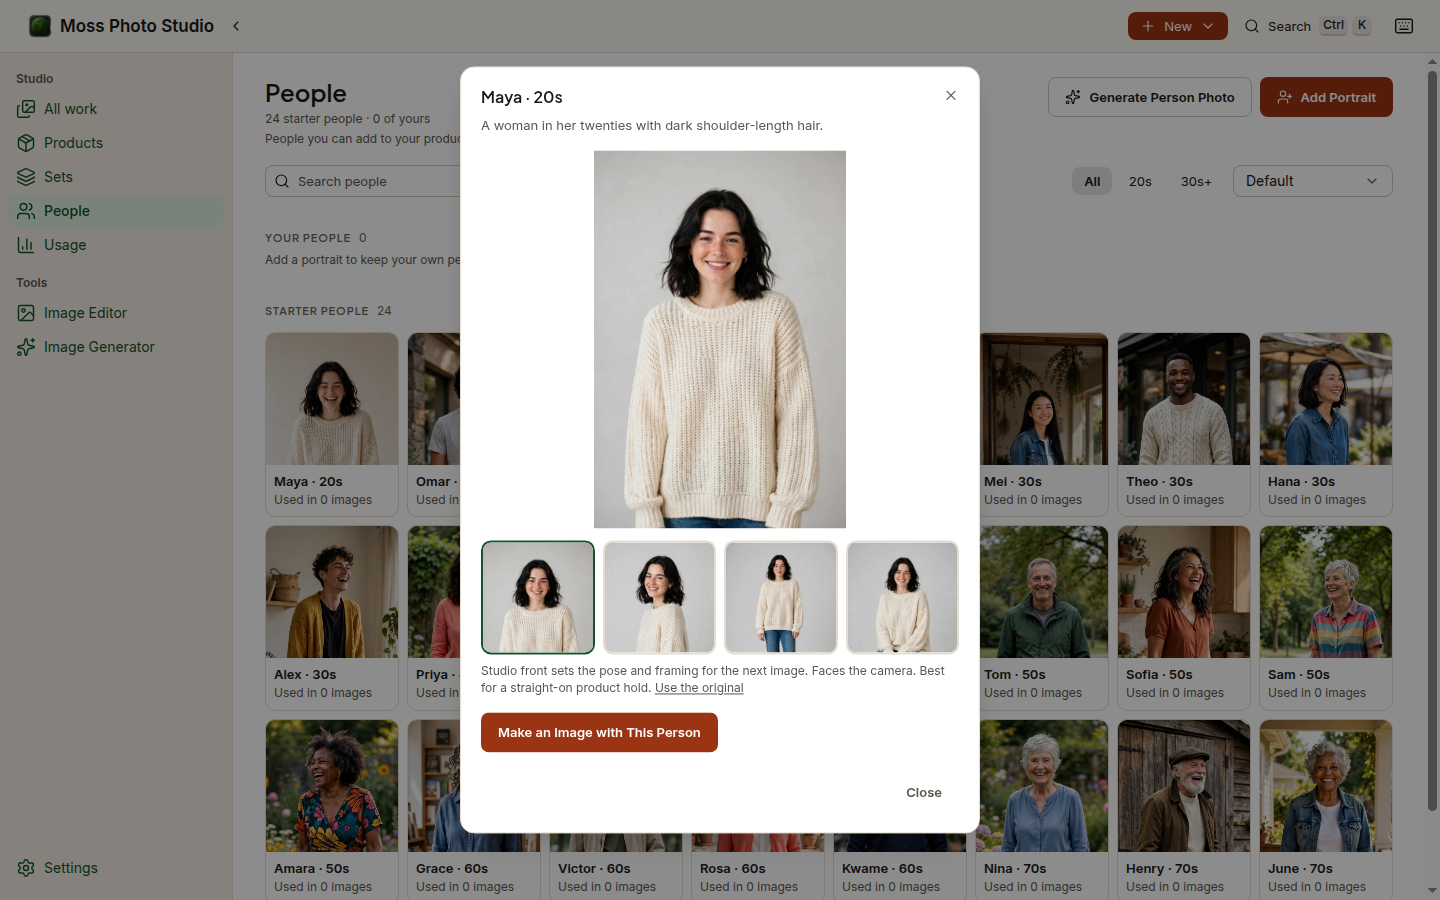 Moss Photo Studio
New
Search
Ctrl
K
Studio
All work
Products
Sets
People
Usage
Tools
Image Editor
Image Generator
Settings
People
24 starter people · 0 of yours
People you can add to your
Generate Person Photo
Add Portrait
Search people
All
20s
30s+
Default
YOUR PEOPLE 0
Add a portrait to keep your own
STARTER PEOPLE 24
Maya · 20s
Used in 0 images
Omar ·
Used in
Mei · 30s
Used in 0 images
Theo · 30s
Used in 0 images
Hana · 30s
Used in 0 images
Alex · 30s
Used in 0 images
Priya ·
Used in
Tom · 50s
Used in 0 images
Sofia · 50s
Used in 0 images
Sam · 50s
Used in 0 images
Amara · 50s
Used in 0 images
Grace · 60s
Used in 0 images
Victor · 60s
Used in 0 images
Rosa · 60s
Used in 0 images
Kwame · 60s
Used in 0 images
Nina · 70s
Used in 0 images
Henry · 70s
Used in 0 images
June · 70s
Used in 0 images
Maya · 20s
A woman in her twenties with dark shoulder-length hair.
Studio front sets the pose and framing for the next image. Faces the camera. Best
for a straight-on product hold. Use the original
Make an Image with This Person
Close